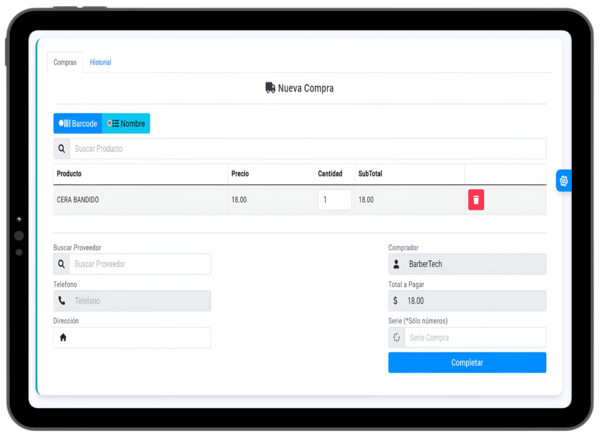 Compras Historial
Nueva Compra
Barcode Nombre
Buscar Producto
Producto Precio Cantidad SubTotal
CERA BANDIDO 18.00 1 18.00
Buscar Proveedor Comprador
Buscar Proveedor BarberTech
Telefono Total a Pagar
Telefono $ 18.00
Dirección Serie (*Sólo números)
Serie Compra
Completar